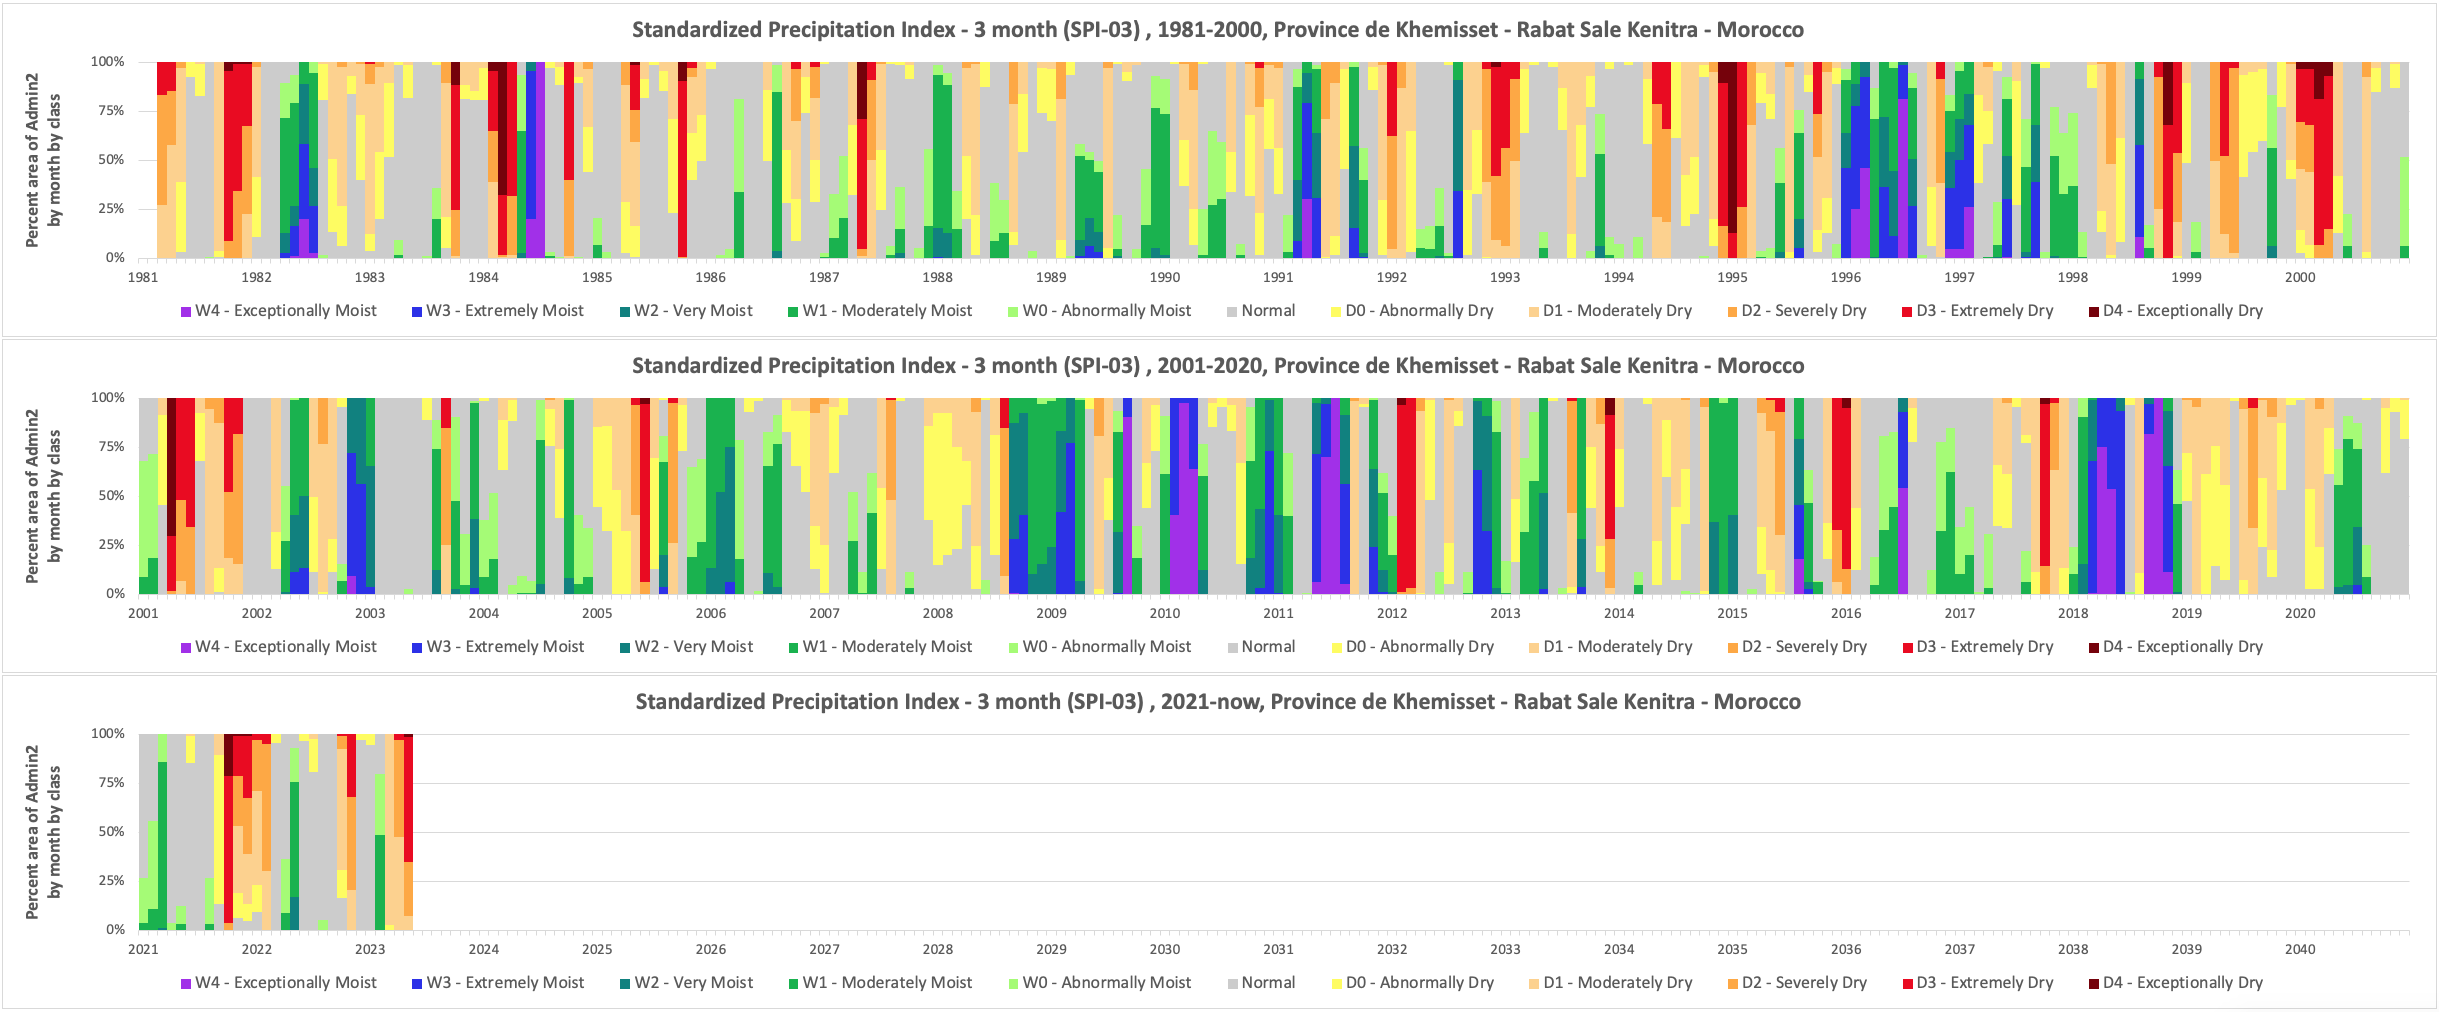 Standardized Precipitation Index - 3 month (SPI-03) , 1981-2000, Province de Khemisset - Rabat Sale Kenitra - Morocco
Percent area of Admin2
by month by class
100%
75%
50%
25%
0%
1981 1982 1983 1984 1985 1986 1987 1988 1989 1990 1991 1992 1993 1994 1995 1996 1997 1998 1999 2000
W4 - Exceptionally Moist W3 - Extremely Moist W2 - Very Moist W1 - Moderately Moist W0 - Abnormally Moist Normal D0 - Abnormally Dry D1 - Moderately Dry D2 - Severely Dry D3 - Extremely Dry D4 - Exceptionally Dry
Standardized Precipitation Index - 3 month (SPI-03) , 2001-2020, Province de Khemisset - Rabat Sale Kenitra - Morocco
Percent area of Admin2
by month by class
100%
75%
50%
25%
0%
2001 2002 2003 2004 2005 2006 2007 2008 2009 2010 2011 2012 2013 2014 2015 2016 2017 2018 2019 2020
W4 - Exceptionally Moist W3 - Extremely Moist W2 - Very Moist W1 - Moderately Moist W0 - Abnormally Moist Normal D0 - Abnormally Dry D1 - Moderately Dry D2 - Severely Dry D3 - Extremely Dry D4 - Exceptionally Dry
Standardized Precipitation Index - 3 month (SPI-03) , 2021-now, Province de Khemisset - Rabat Sale Kenitra - Morocco
Percent area of Admin2
by month by class
100%
75%
50%
25%
0%
2021 2022 2023 2024 2025 2026 2027 2028 2029 2030 2031 2032 2033 2034 2035 2036 2037 2038 2039 2040
W4 - Exceptionally Moist W3 - Extremely Moist W2 - Very Moist W1 - Moderately Moist W0 - Abnormally Moist Normal D0 - Abnormally Dry D1 - Moderately Dry D2 - Severely Dry D3 - Extremely Dry D4 - Exceptionally Dry